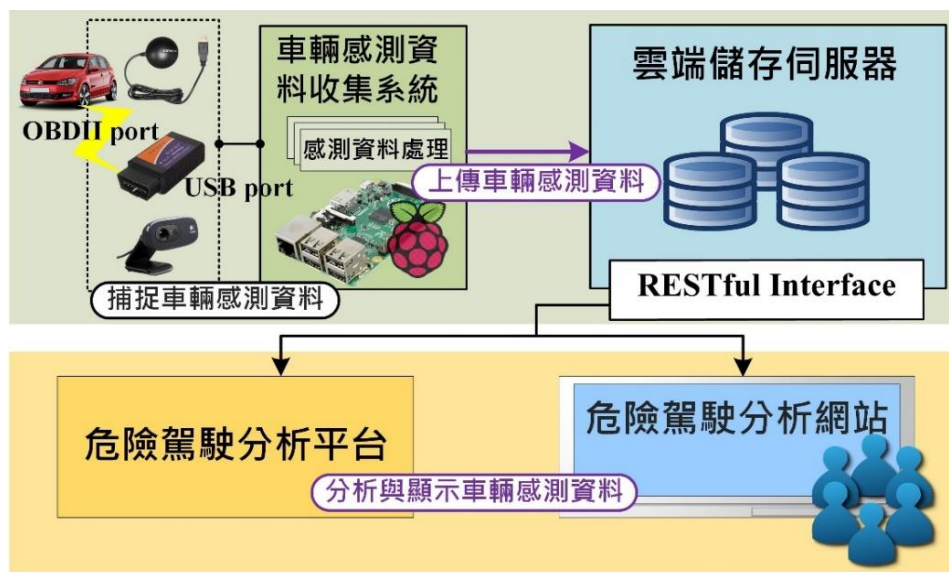 車輛感測資
料收集系統
雲端儲存伺服器
OBDII port
感測資料處理
USB port
上傳車輛感測資料
捕捉車輛感測資料
RESTful Interface
危險駕駛分析平台
危險駕駛分析網站
分析與顯示車輛感測資料